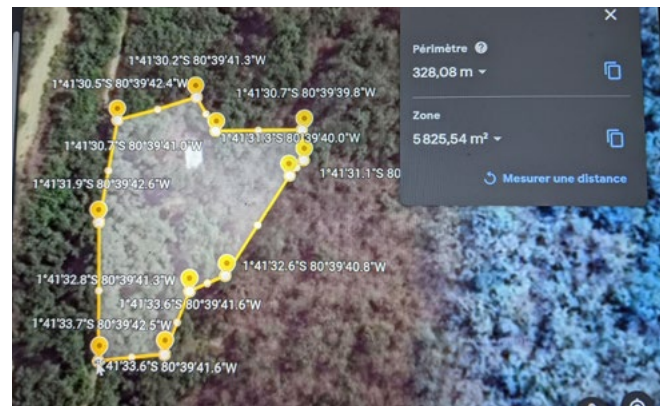 1°41'30.2"S 80°39'41.3"W
1°41'30.5"S 80°39'42.4"W
1°41'30.7"S 80°39'39.8"W
1°41'30.7"S 80°39'41.0"W
1°41'31.3"S 80°39'40.0"W
1°41'31.1"S 80
1°41'31.9"S 80°39'42.6"W
1°41'32.6"S 80°39'40.8"W
1°41'32.8"S 80°39'41.3"W
1°41'33.6"S 80°39'41.6"W
1°41'33.7"S 80°39'42.5"W
41'33.6"S 80°39'41.6"W
Périmètre
328,08 m
Zone
5 825,54 m²
Mesurer une distance